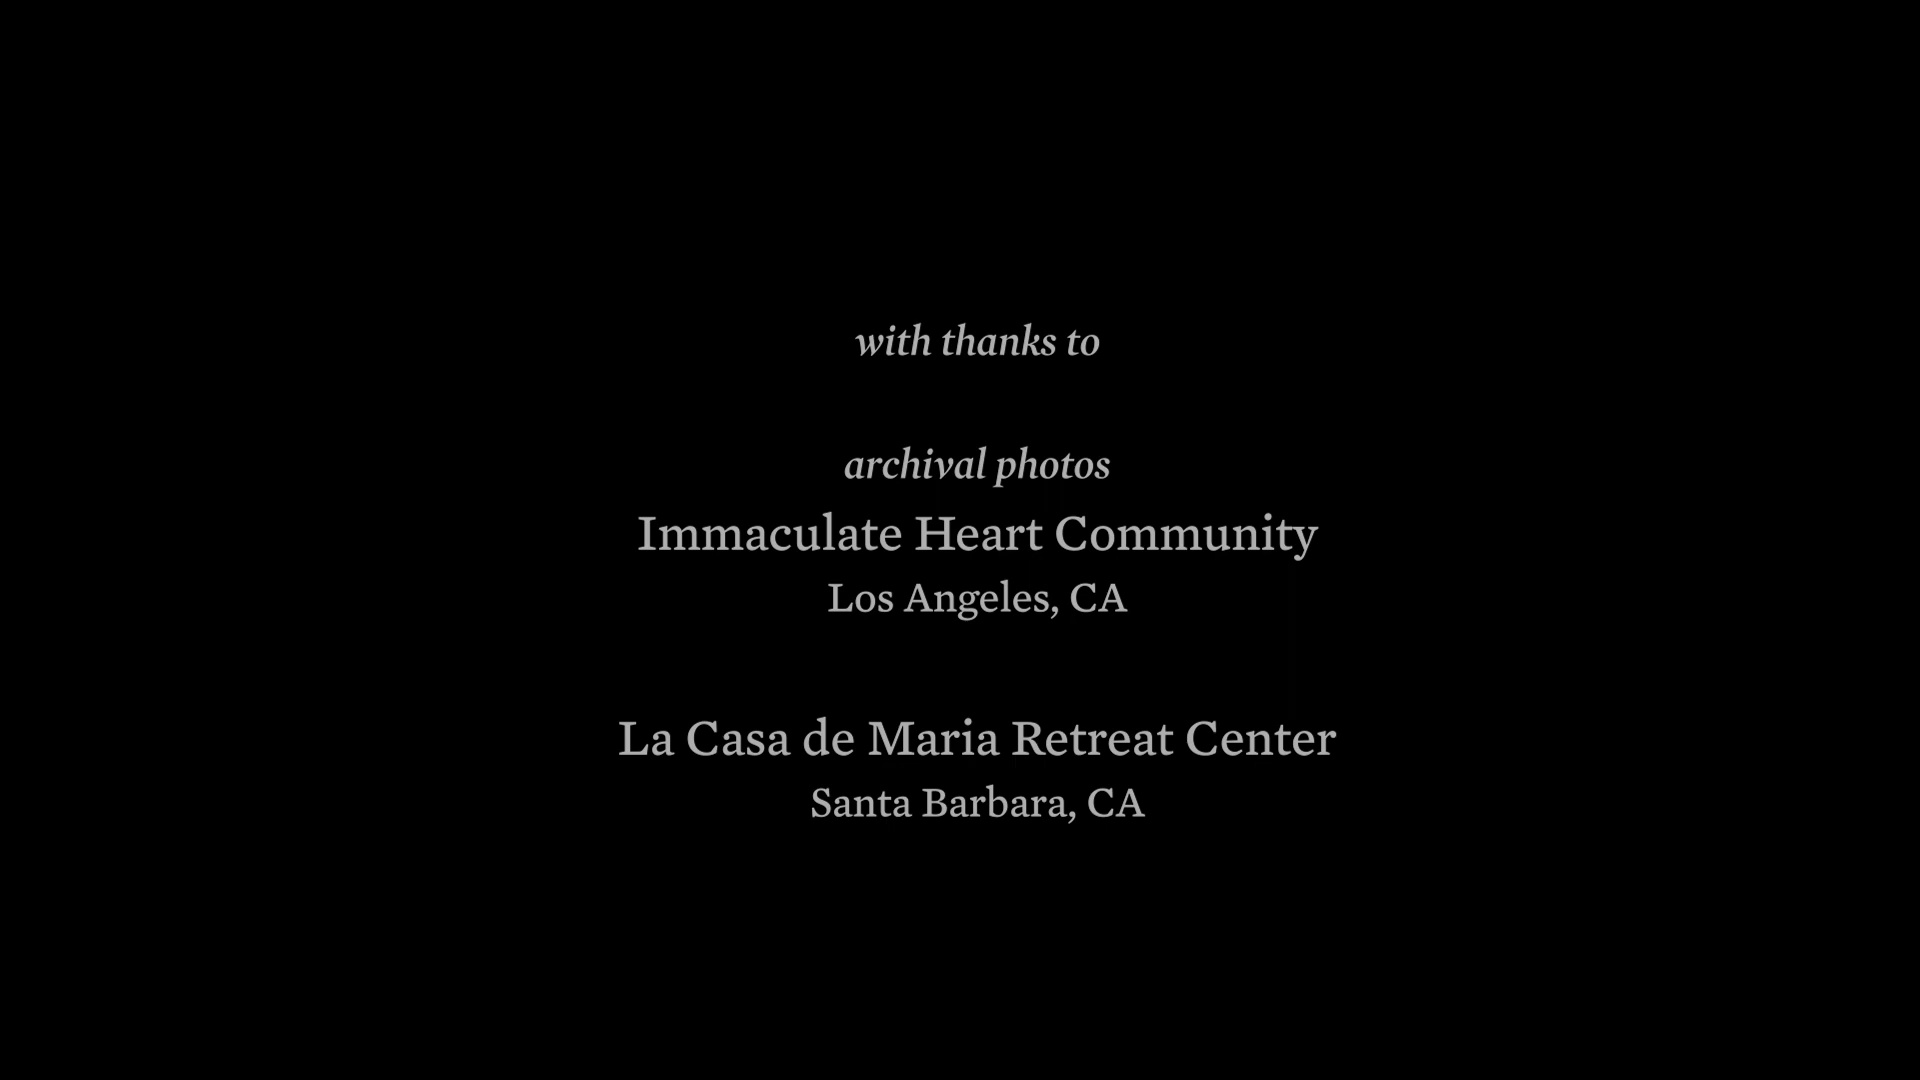 with thanks to
archival photos
Immaculate Heart Community
Los Angeles, CA
La Casa de Maria Retreat Center
Santa Barbara, CA